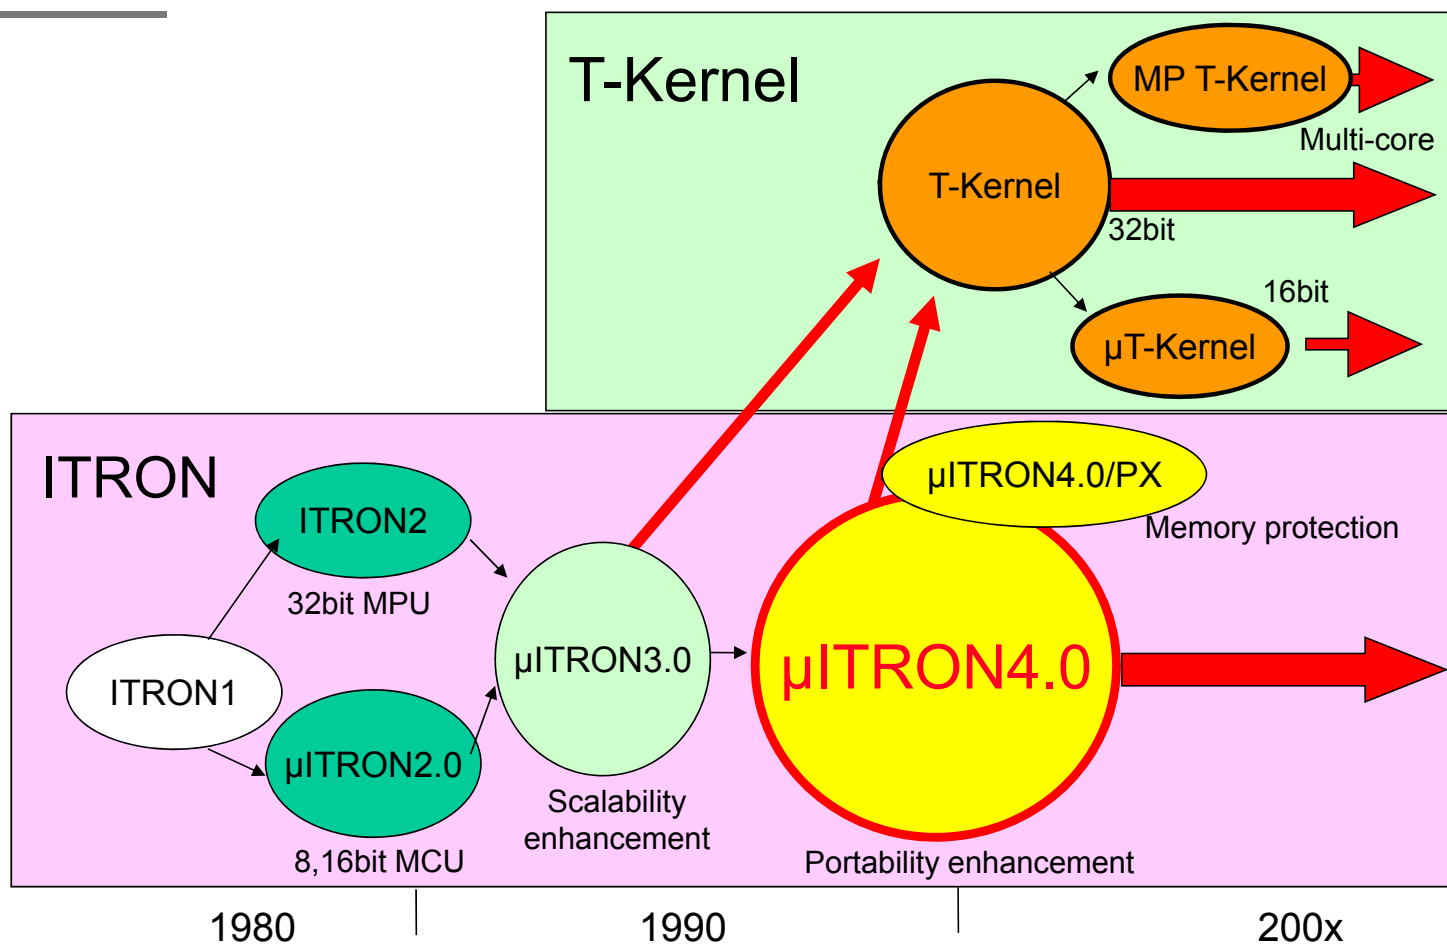 T-Kernel
MP T-Kernel
Multi-core
T-Kernel
32bit
16bit
µT-Kernel
ITRON
µITRON4.0/PX
Memory protection
ITRON2
32bit MPU
µITRON3.0
µITRON4.0
ITRON1
µITRON2.0
Scalability
enhancement
8,16bit MCU
Portability enhancement
1980
1990
200x